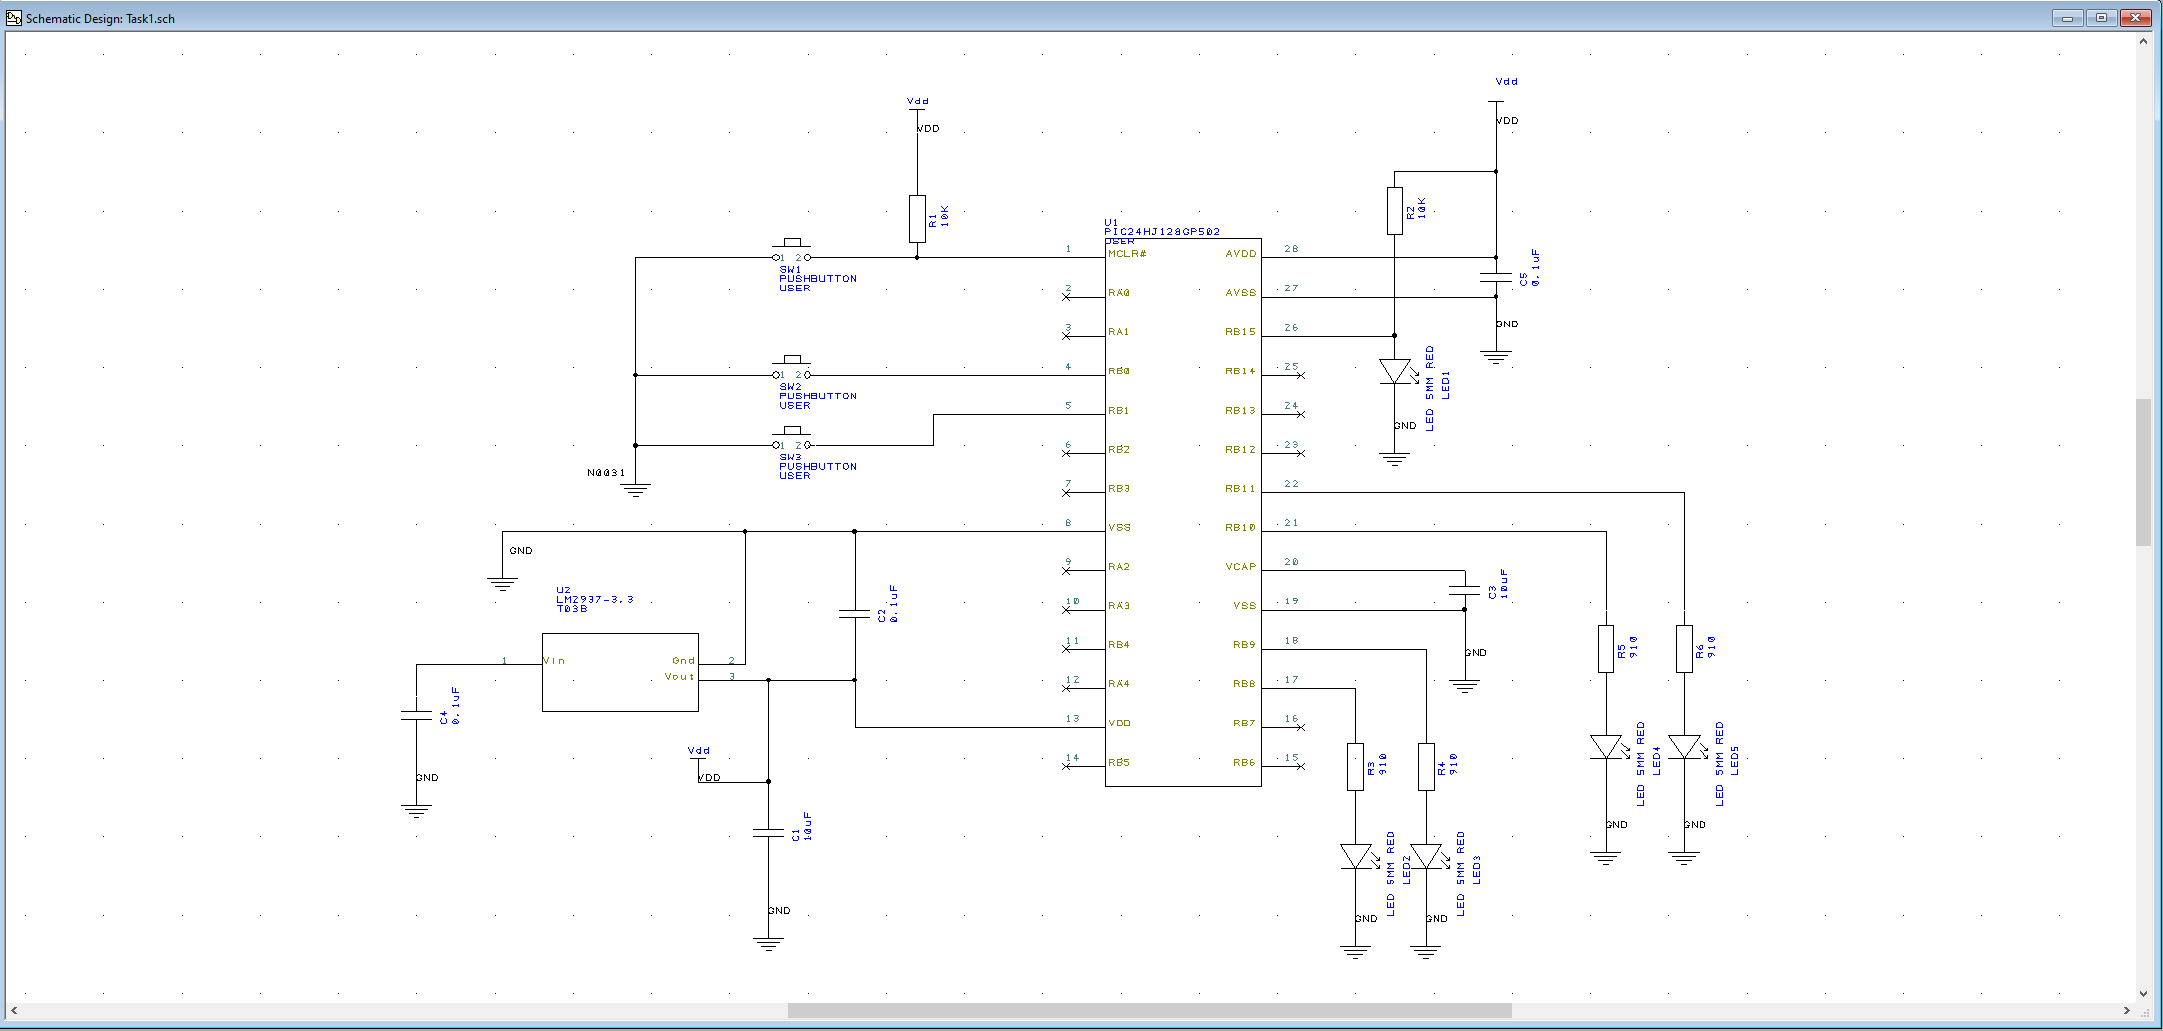 Schematic Design: Task1.sch
Vdd
VDD
R1
10K
Vdd
VDD
R2
10K
C5
0.1uF
GND
U1
PIC24HJ128GP502
USER
1
MCLR#
2
RA0
3
RA1
4
RB0
5
RB1
6
RB2
7
RB3
8
VSS
9
RA2
10
RA3
11
RB4
12
RA4
13
VDD
14
RB5
AVDD
28
AVSS
27
RB15
26
RB14
25
RB13
24
RB12
23
RB11
22
RB10
21
VCAP
20
VSS
19
RB9
18
RB8
17
RB7
16
RB6
15
1 2
SW1
PUSHBUTTON
USER
1 2
SW2
PUSHBUTTON
USER
1 2
SW3
PUSHBUTTON
USER
N0031
GND
U2
LM2937-3.3
TO3B
1
Vin
Gnd
2
Vout
3
C2
0.1uF
C4
0.1uF
GND
Vdd
VDD
C1
10uF
GND
LED 5MM RED
LED1
GND
C3
10uF
GND
R3
910
R4
910
LED 5MM RED
LED2
GND
LED 5MM RED
LED3
GND
R5
910
R6
910
LED 5MM RED
LED4
GND
LED 5MM RED
LED5
GND